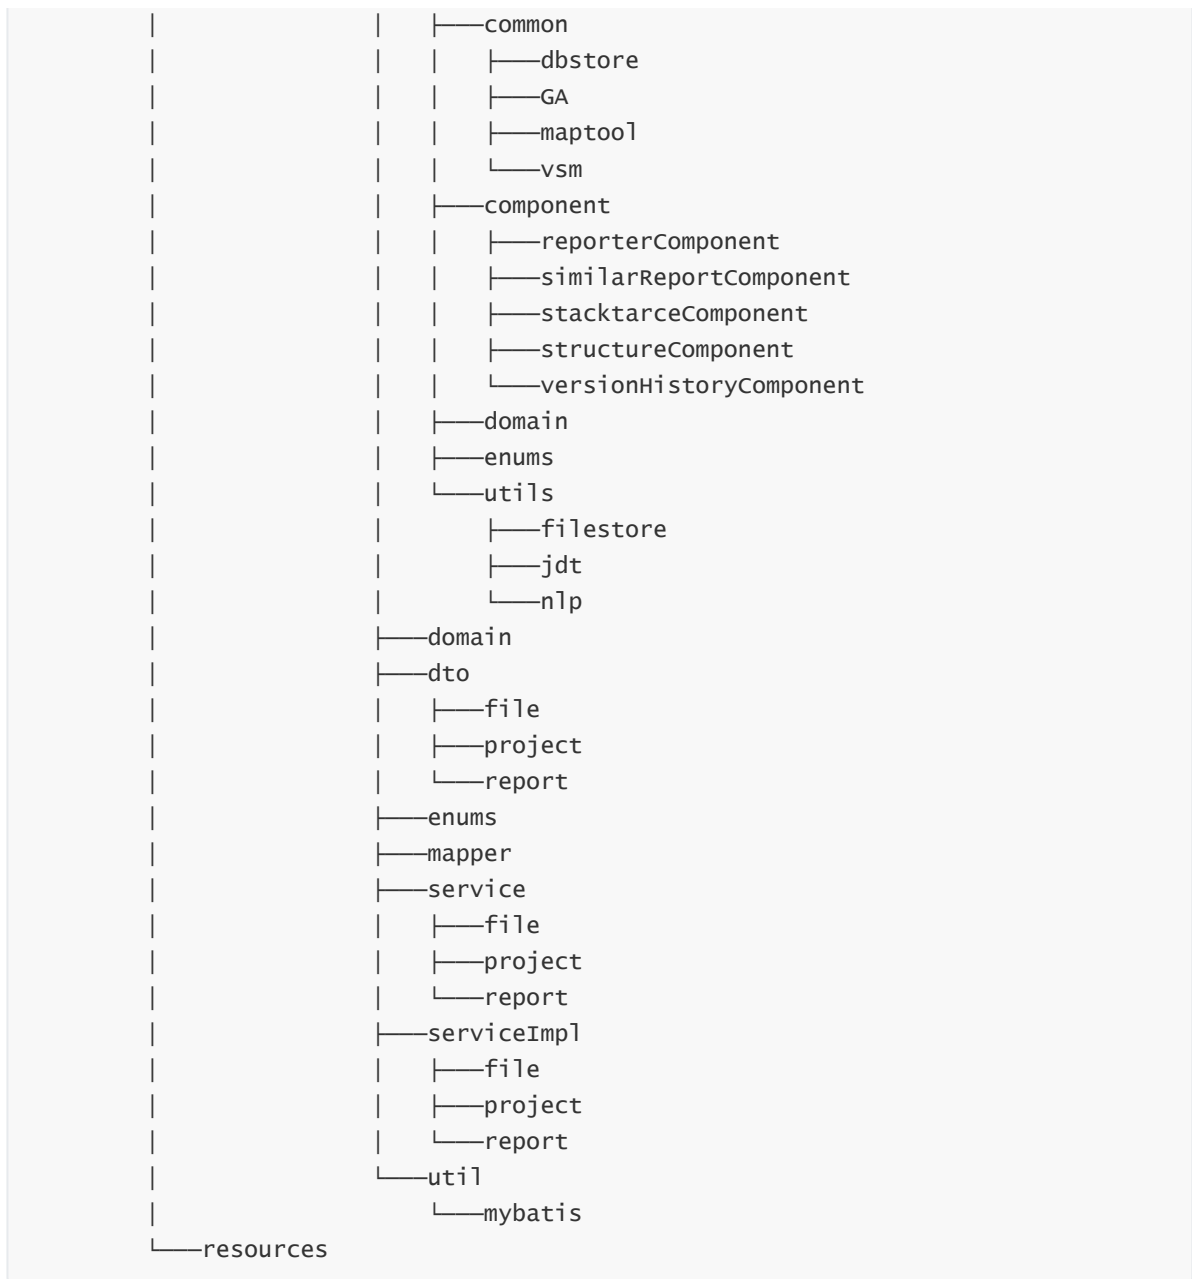 │               │   ├───common
│               │   │   ├───dbstore
│               │   │   ├───GA
│               │   │   ├───maptool
│               │   │   └───vsm
│               │   ├───component
│               │   │   ├───reporterComponent
│               │   │   ├───similarReportComponent
│               │   │   ├───stacktarceComponent
│               │   │   ├───structureComponent
│               │   │   └───versionHistoryComponent
│               │   ├───domain
│               │   ├───enums
│               │   └───utils
│               │       ├───filestore
│               │       ├───jdt
│               │       └───nlp
│               ├───domain
│               ├───dto
│               │   ├───file
│               │   ├───project
│               │   └───report
│               ├───enums
│               ├───mapper
│               ├───service
│               │   ├───file
│               │   ├───project
│               │   └───report
│               ├───serviceImpl
│               │   ├───file
│               │   ├───project
│               │   └───report
│               └───util
│                   └───mybatis
└───resources